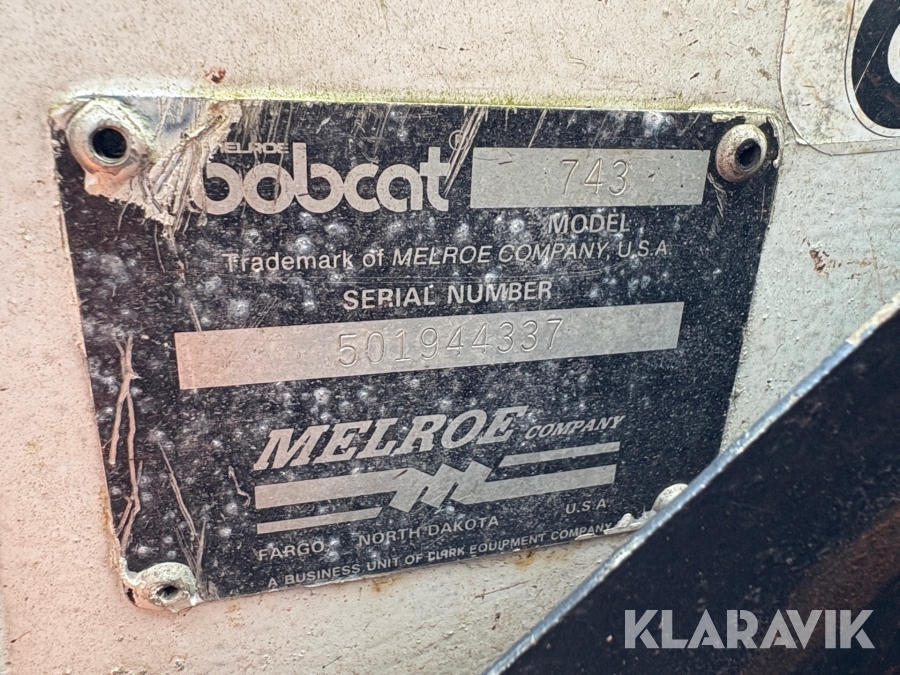 MELROE
bobcat® 743
MODEL
Trademark of MELROE COMPANY, U.S.A.
SERIAL NUMBER
501944337
MELROE COMPANY
FARGO, NORTH DAKOTA U.S.A.
A BUSINESS UNIT OF CLARK EQUIPMENT COMPANY
KLARAVIK